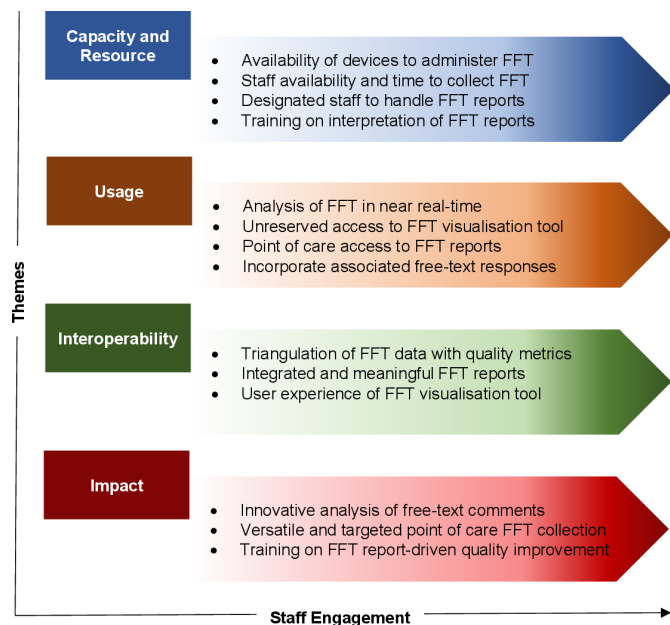 Capacity and
Resource
• Availability of devices to administer FFT
• Staff availability and time to collect FFT
• Designated staff to handle FFT reports
• Training on interpretation of FFT reports
Usage
• Analysis of FFT in near real-time
• Unreserved access to FFT visualisation tool
• Point of care access to FFT reports
• Incorporate associated free-text responses
Themes
Interoperability
• Triangulation of FFT data with quality metrics
• Integrated and meaningful FFT reports
• User experience of FFT visualisation tool
Impact
• Innovative analysis of free-text comments
• Versatile and targeted point of care FFT collection
• Training on FFT report-driven quality improvement
Staff Engagement